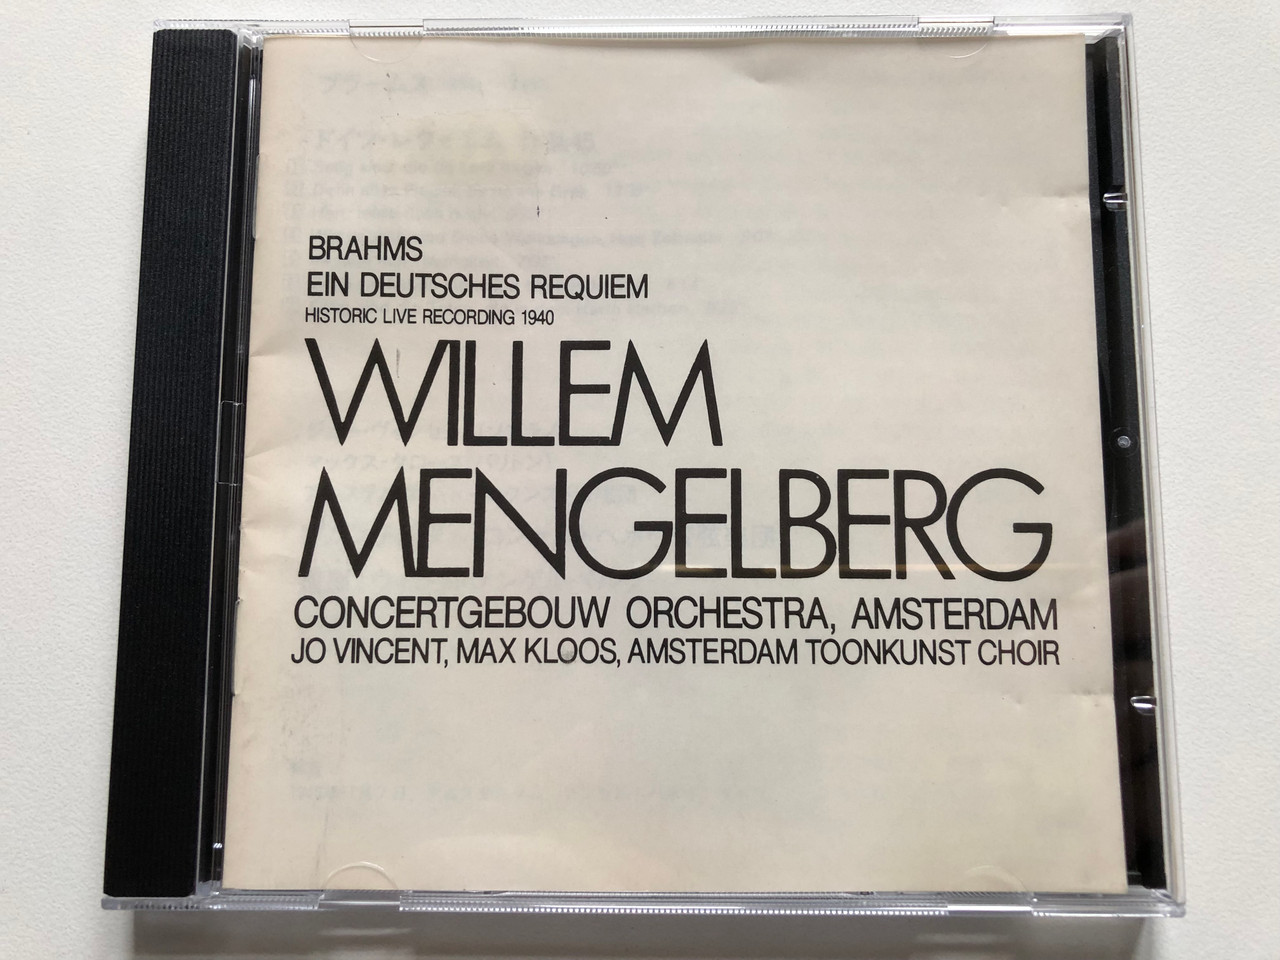 BRAHMS
EIN DEUTSCHES REQUIEM
HISTORIC LIVE RECORDING 1940
WILLEM
MENGELBERG
CONCERTGEBOUW ORCHESTRA, AMSTERDAM
JO VINCENT, MAX KLOOS, AMSTERDAM TOONKUNST CHOIR